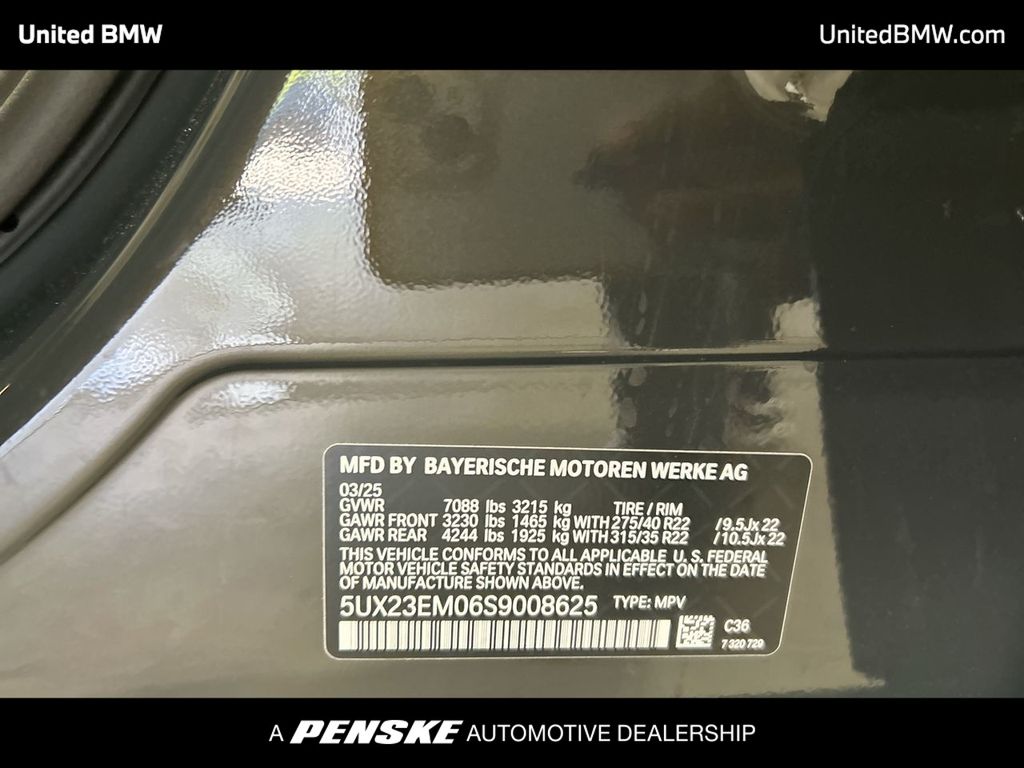 United BMW
UnitedBMW.com
MFD BY BAYERISCHE MOTOREN WERKE AG
03/25
GVWR 7088 lbs 3215 kg TIRE / RIM
GAWR FRONT 3230 lbs 1465 kg WITH 275/40 R22 / 9.5Jx22
GAWR REAR 4244 lbs 1925 kg WITH 315/35 R22 / 10.5Jx22
THIS VEHICLE CONFORMS TO ALL APPLICABLE U. S. FEDERAL
MOTOR VEHICLE SAFETY STANDARDS IN EFFECT ON THE DATE
OF MANUFACTURE SHOWN ABOVE.
5UX23EM06S9008625 TYPE: MPV
C36
7 320 729
A PENSKE AUTOMOTIVE DEALERSHIP